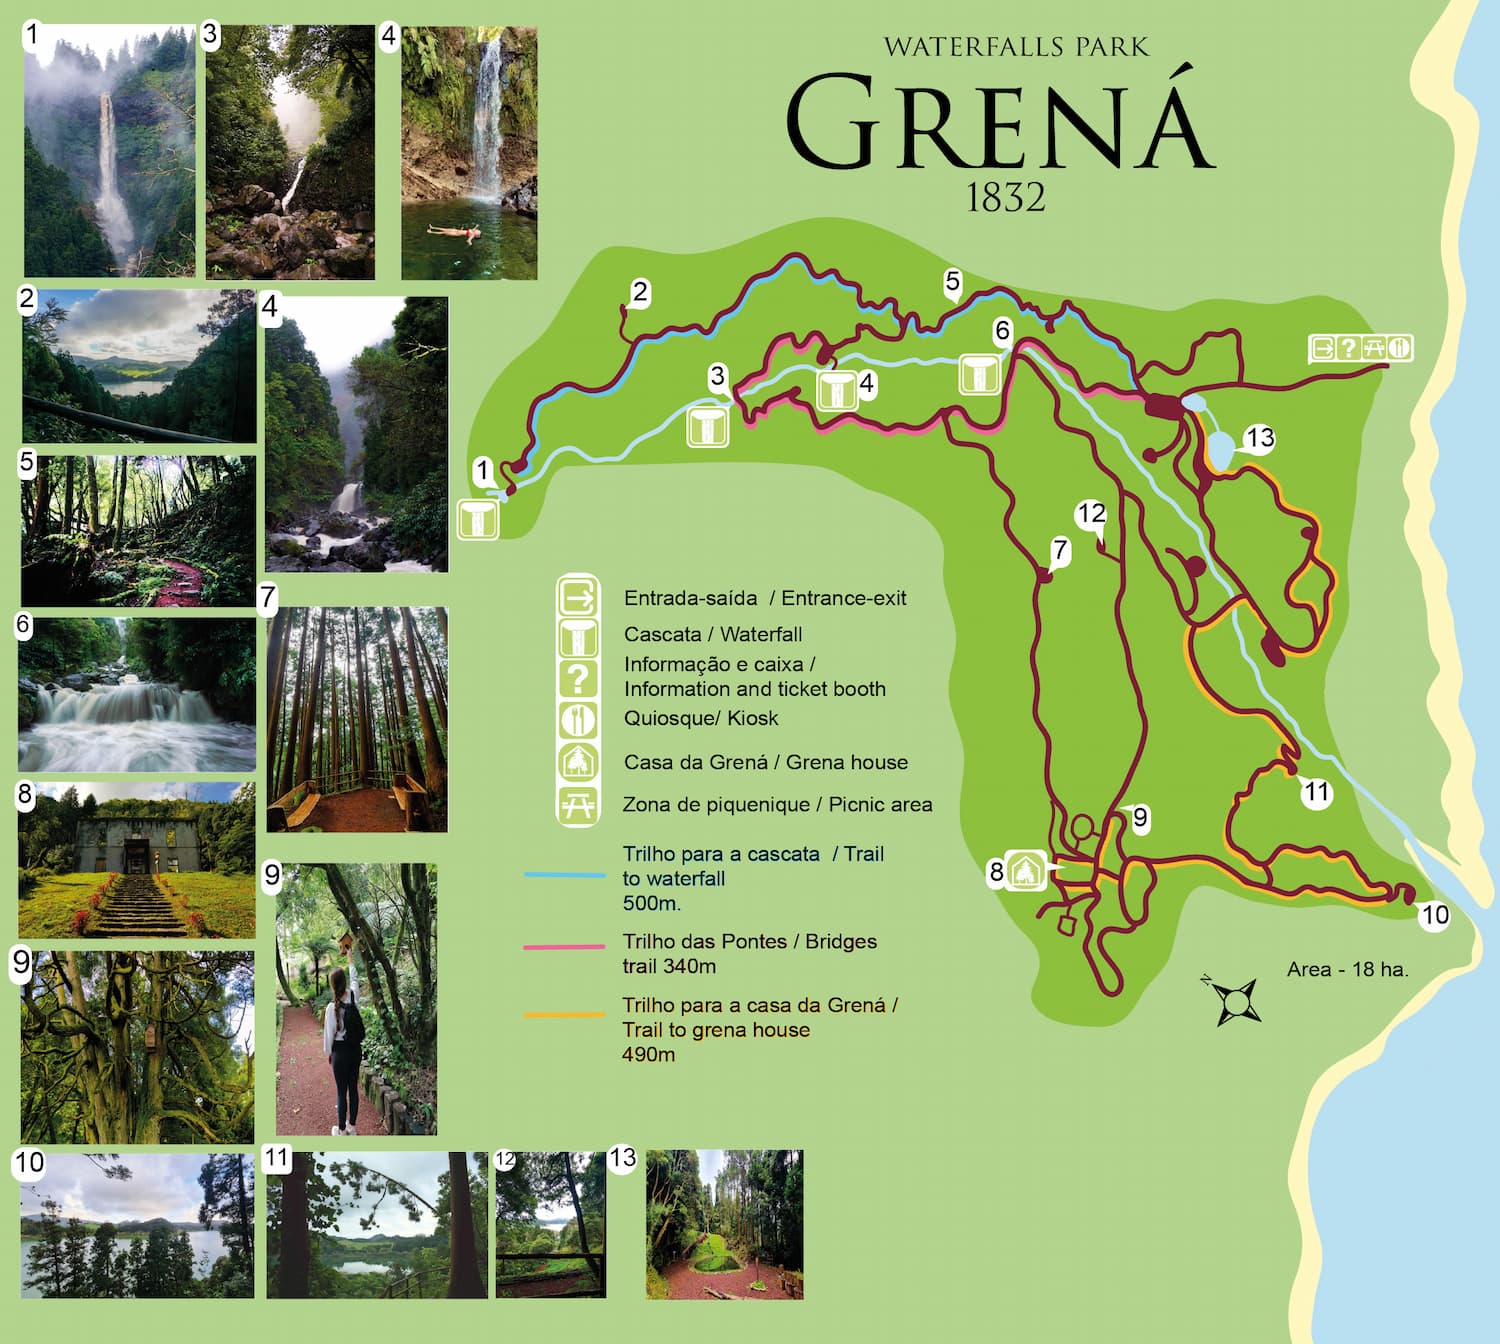 WATERFALLS PARK
GRENÁ
1832
1
3
4
2
4
5
6
7
8
9
9
10
11
12
13
1
2
3
4
5
6
7
8
9
10
11
12
13
?
Entrada-saída / Entrance-exit
Cascata / Waterfall
?
Informação e caixa /
Information and ticket booth
Quiosque/ Kiosk
Casa da Grená / Grena house
Zona de piquenique / Picnic area
Trilho para a cascata / Trail
to waterfall
500m.
Trilho das Pontes / Bridges
trail 340m
Trilho para a casa da Grená /
Trail to grena house
490m
N
Area - 18 ha.